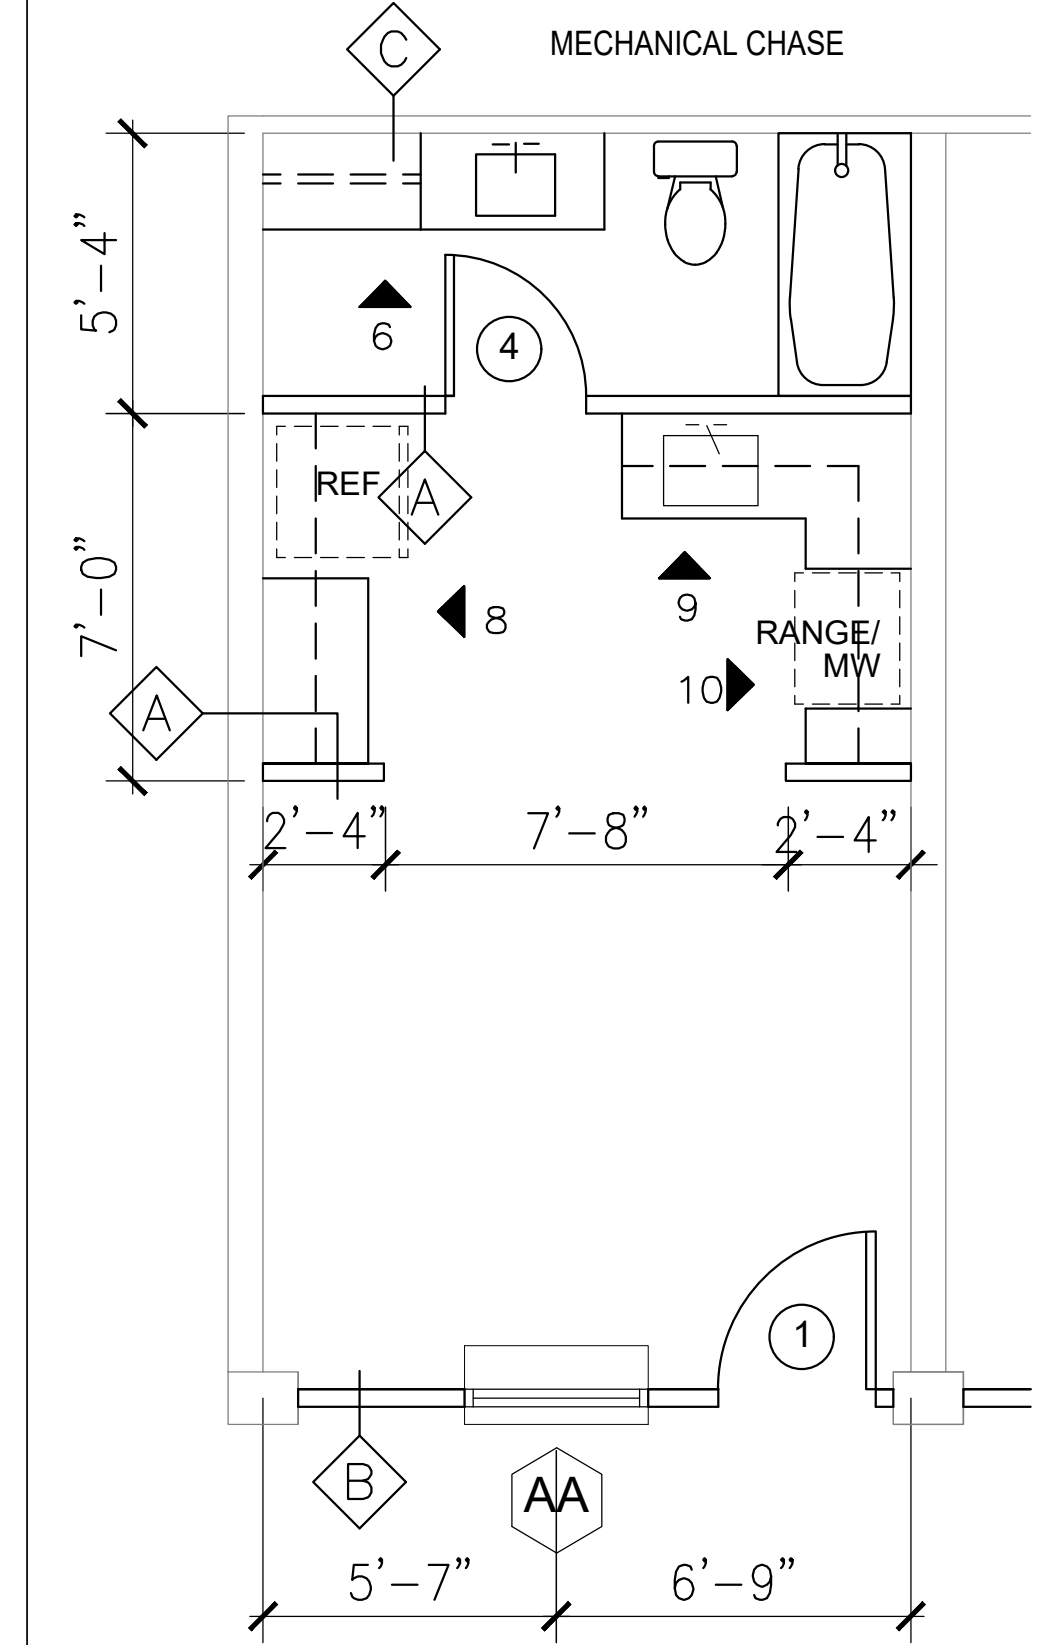 C
MECHANICAL CHASE
5'-4"
6
4
REF
A
7'-0"
8
9
RANGE/
MW
10
A
2'-4"
7'-8"
2'-4"
1
B
AA
5'-7"
6'-9"